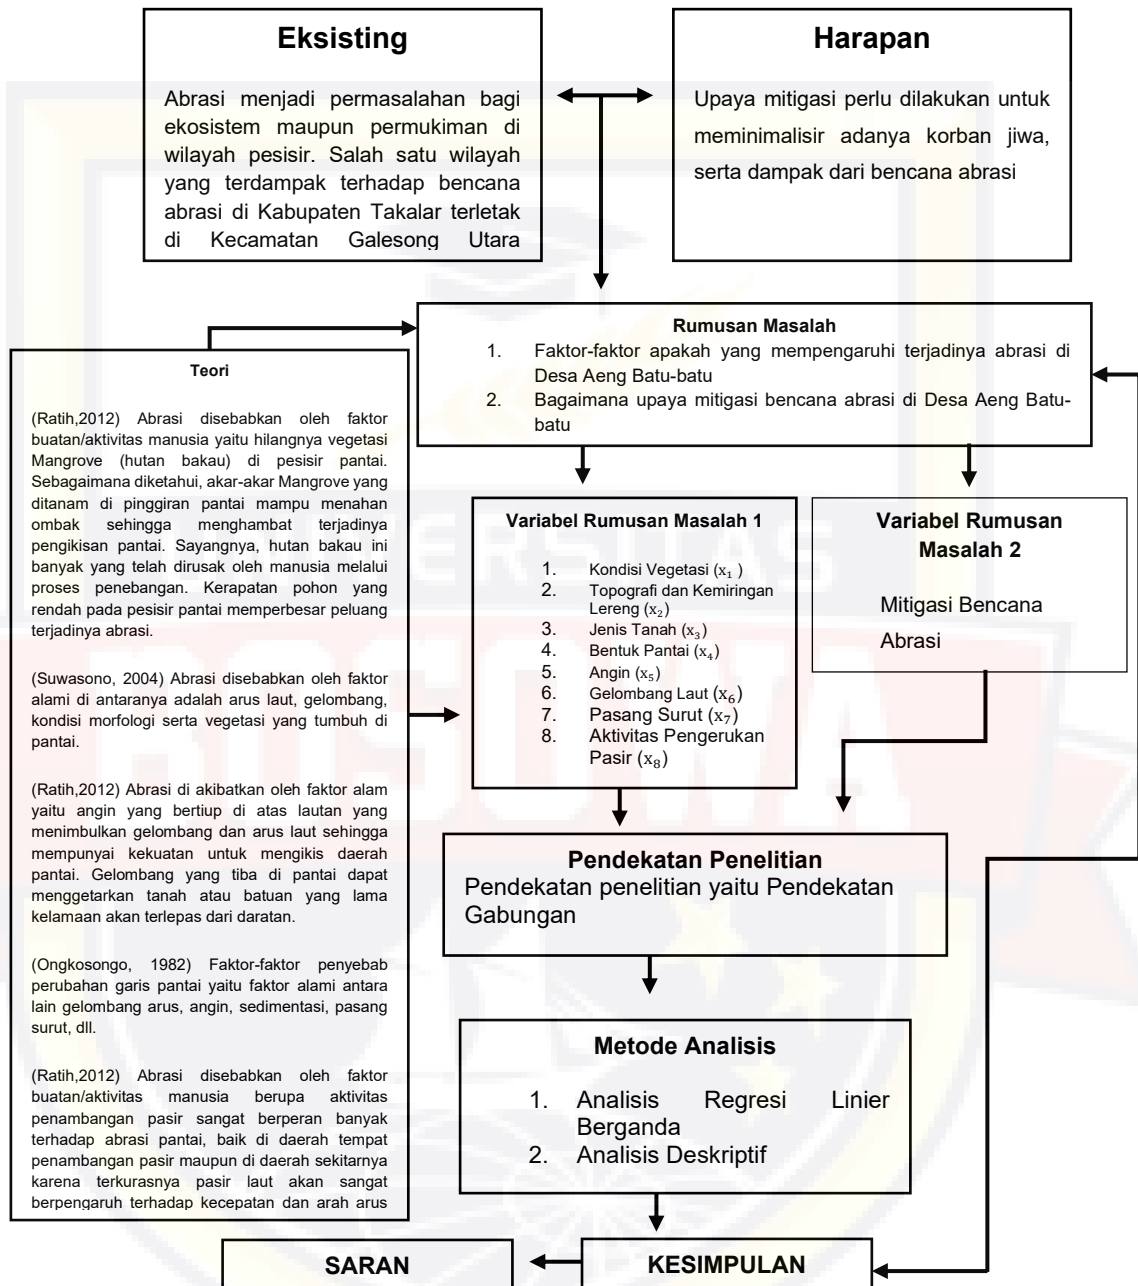 Eksisting
Abrasi menjadi permasalahan bagi
ekosistem maupun permukiman di
wilayah pesisir. Salah satu wilayah
yang terdampak terhadap bencana
abrasi di Kabupaten Takalar terletak
di Kecamatan Galesong Utara
Harapan
Upaya mitigasi perlu dilakukan untuk
meminimalisir adanya korban jiwa,
serta dampak dari bencana abrasi
Rumusan Masalah
1. Faktor-faktor apakah yang mempengaruhi terjadinya abrasi di
Desa Aeng Batu-batu
2. Bagaimana upaya mitigasi bencana abrasi di Desa Aeng Batu-
batu
Teori
(Ratih,2012) Abrasi disebabkan oleh faktor
buatan/aktivitas manusia yaitu hilangnya vegetasi
Mangrove (hutan bakau) di pesisir pantai.
Sebagaimana diketahui, akar-akar Mangrove yang
ditanam di pinggiran pantai mampu menahan
ombak sehingga menghambat terjadinya
pengikisan pantai. Sayangnya, hutan bakau ini
banyak yang telah dirusak oleh manusia melalui
proses penebangan. Kerapatan pohon yang
rendah pada pesisir pantai memperbesar peluang
terjadinya abrasi.
(Suwasono, 2004) Abrasi disebabkan oleh faktor
alami di antaranya adalah arus laut, gelombang,
kondisi morfologi serta vegetasi yang tumbuh di
pantai.
(Ratih,2012) Abrasi di akibatkan oleh faktor alam
yaitu angin yang bertiup di atas lautan yang
menimbulkan gelombang dan arus laut sehingga
mempunyai kekuatan untuk mengikis daerah
pantai. Gelombang yang tiba di pantai dapat
menggetarkan tanah atau batuan yang lama
kelamaan akan terlepas dari daratan.
(Ongkosongo, 1982) Faktor-faktor penyebab
perubahan garis pantai yaitu faktor alami antara
lain gelombang arus, angin, sedimentasi, pasang
surut, dll.
(Ratih,2012) Abrasi disebabkan oleh faktor
buatan/aktivitas manusia berupa aktivitas
penambangan pasir sangat berperan banyak
terhadap abrasi pantai, baik di daerah tempat
penambangan pasir maupun di daerah sekitarnya
karena terkurasnya pasir laut akan sangat
berpengaruh terhadap kecepatan dan arah arus
Variabel Rumusan Masalah 1
1. Kondisi Vegetasi (x₁ )
2. Topografi dan Kemiringan
Lereng (x₂)
3. Jenis Tanah (x₃)
4. Bentuk Pantai (x₄)
5. Angin (x₅)
6. Gelombang Laut (x₆)
7. Pasang Surut (x₇)
8. Aktivitas Pengerukan
Pasir (x₈)
Variabel Rumusan
Masalah 2
Mitigasi Bencana
Abrasi
Pendekatan Penelitian
Pendekatan penelitian yaitu Pendekatan
Gabungan
Metode Analisis
1. Analisis Regresi Linier
Berganda
2. Analisis Deskriptif
SARAN
KESIMPULAN
UNIVERSITAS
BOSOWA